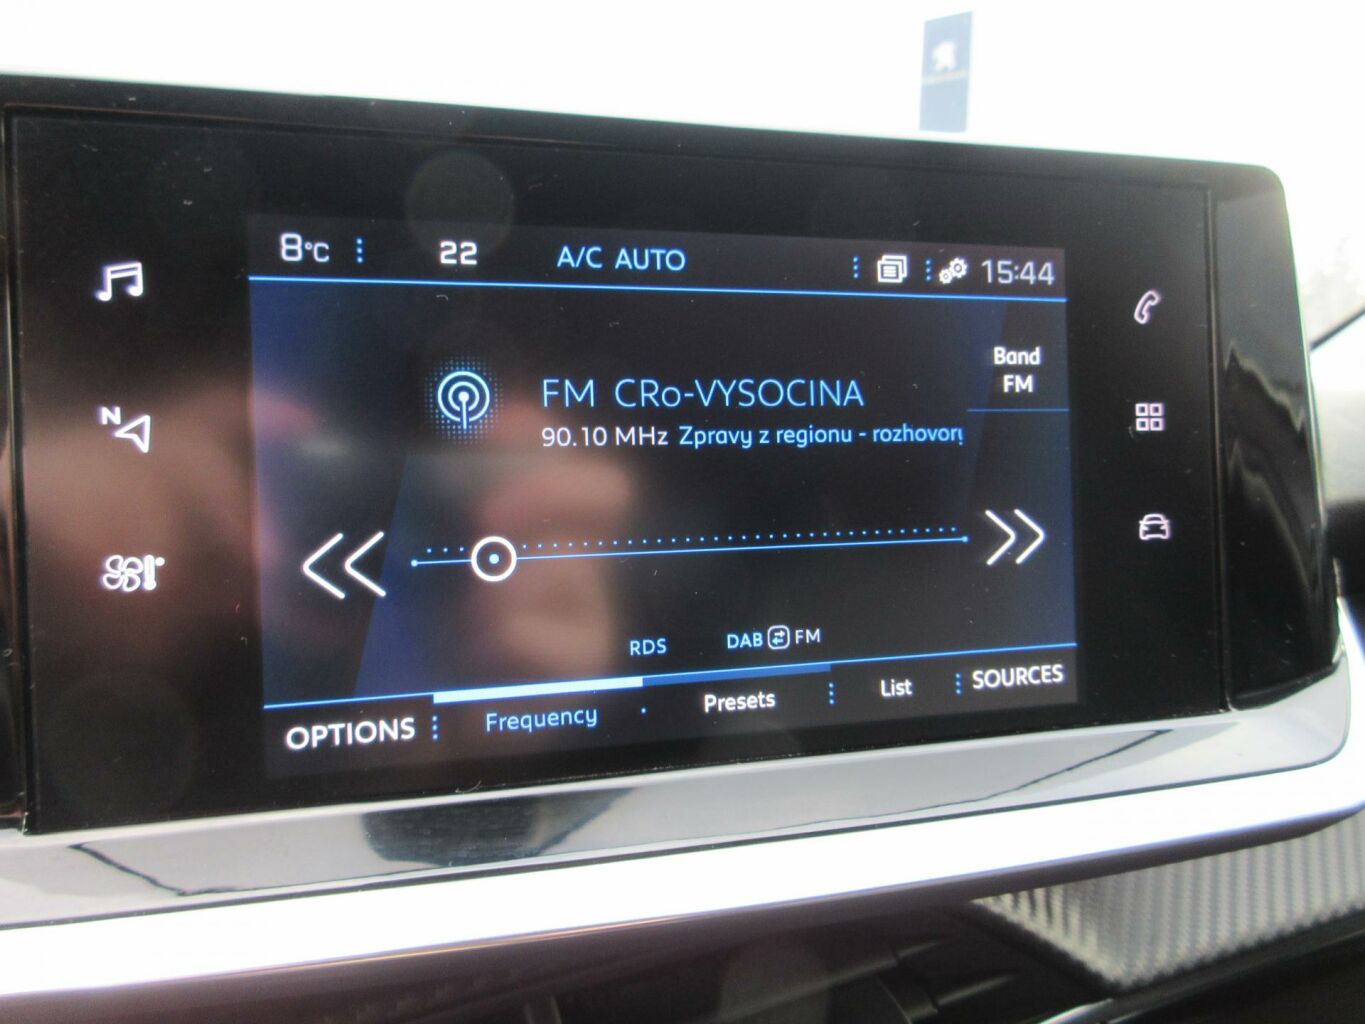 8°C 22 A/C AUTO 15:44
Band
FM
FM CRo-VYSOCINA
90.10 MHz Zpravy z regionu - rozhovory
N
RDS DAB FM
OPTIONS Frequency Presets List SOURCES